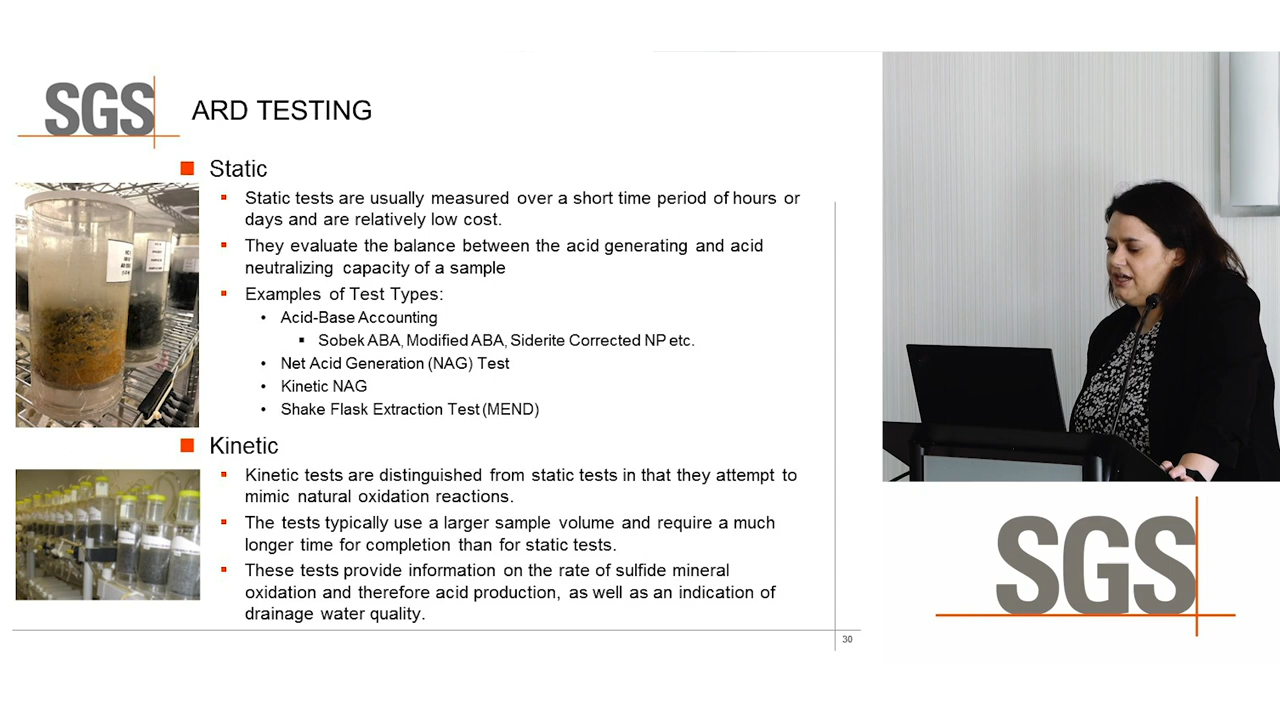 SGS
ARD TESTING
Static
Static tests are usually measured over a short time period of hours or
days and are relatively low cost.
They evaluate the balance between the acid generating and acid
neutralizing capacity of a sample
Examples of Test Types:
Acid-Base Accounting
Sobek ABA, Modified ABA, Siderite Corrected NP etc.
Net Acid Generation (NAG) Test
Kinetic NAG
Shake Flask Extraction Test (MEND)
Kinetic
Kinetic tests are distinguished from static tests in that they attempt to
mimic natural oxidation reactions.
The tests typically use a larger sample volume and require a much
longer time for completion than for static tests.
These tests provide information on the rate of sulfide mineral
oxidation and therefore acid production, as well as an indication of
drainage water quality.
30
SGS